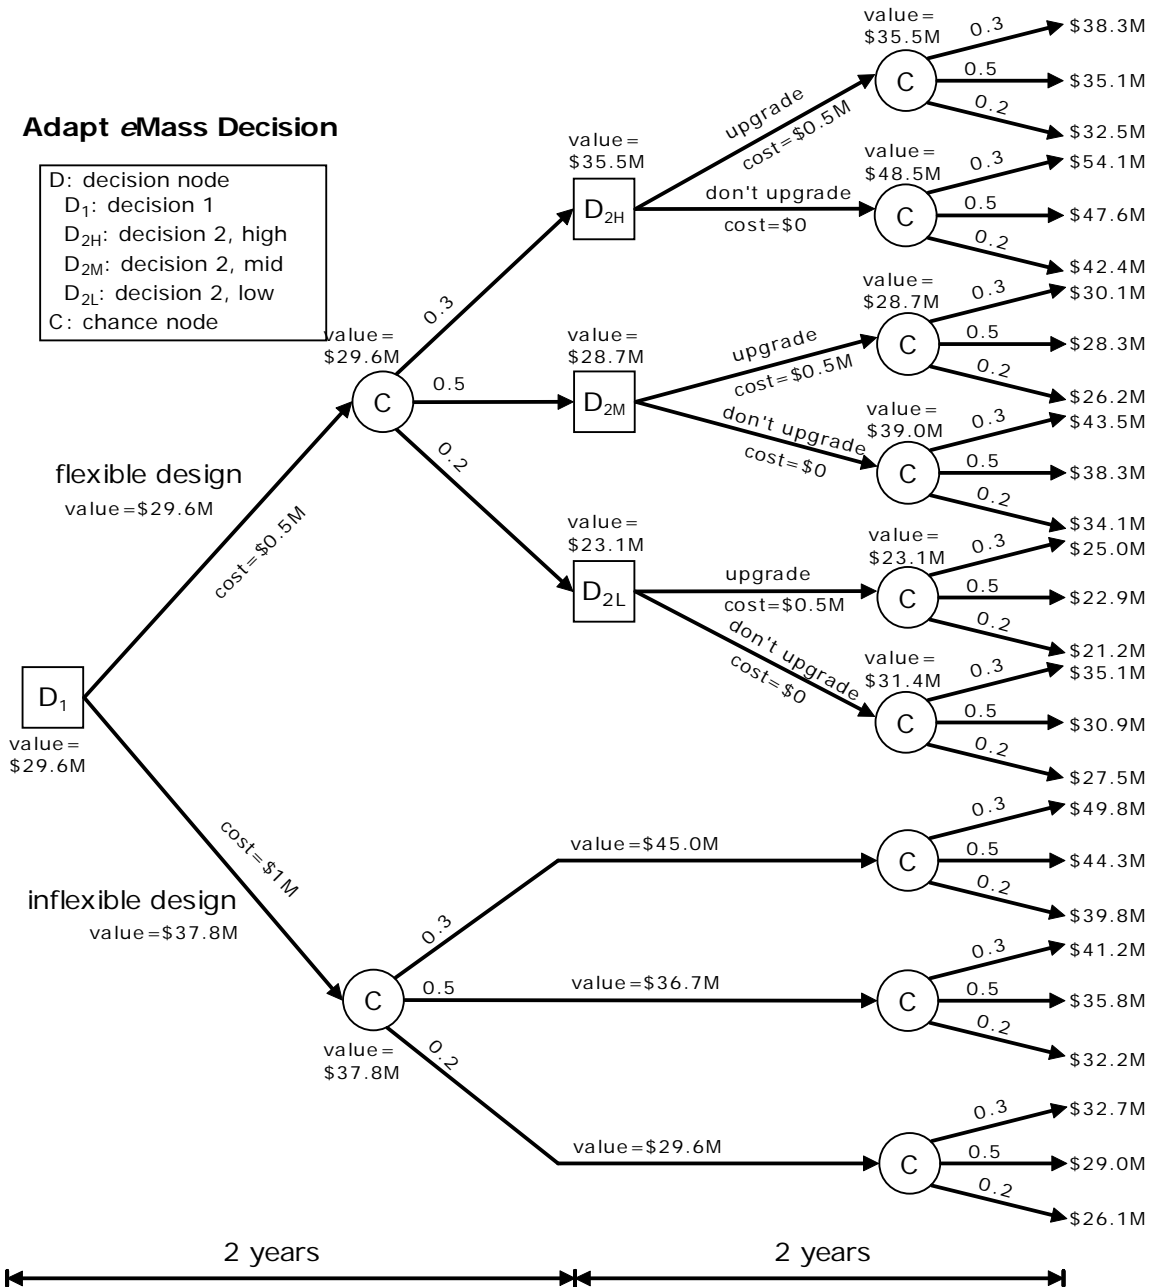 Adapt eMass Decision
D: decision node
D1: decision 1
D2H: decision 2, high
D2M: decision 2, mid
D2L: decision 2, low
C: chance node
D1
value=
$29.6M
flexible design
value=$29.6M
cost=$0.5M
value=
$29.6M
C
0.3
0.5
0.2
value=
$35.5M
D2H
upgrade
cost=$0.5M
don't upgrade
cost=$0
value=
$35.5M
C
0.3
$38.3M
0.5
$35.1M
0.2
$32.5M
value=
$48.5M
C
0.3
$54.1M
0.5
$47.6M
0.2
$42.4M
value=
$28.7M
D2M
upgrade
cost=$0.5M
don't upgrade
cost=$0
value=
$28.7M
C
0.3
$30.1M
0.5
$28.3M
0.2
$26.2M
value=
$39.0M
C
0.3
$43.5M
0.5
$38.3M
0.2
$34.1M
value=
$23.1M
D2L
upgrade
cost=$0.5M
don't upgrade
cost=$0
value=
$23.1M
C
0.3
$25.0M
0.5
$22.9M
0.2
$21.2M
value=
$31.4M
C
0.3
$35.1M
0.5
$30.9M
0.2
$27.5M
cost=$1M
inflexible design
value=$37.8M
C
value=
$37.8M
0.3
0.5
0.2
value=$45.0M
C
0.3
$49.8M
0.5
$44.3M
0.2
$39.8M
value=$36.7M
C
0.3
$41.2M
0.5
$35.8M
0.2
$32.2M
value=$29.6M
C
0.3
$32.7M
0.5
$29.0M
0.2
$26.1M
2 years
2 years